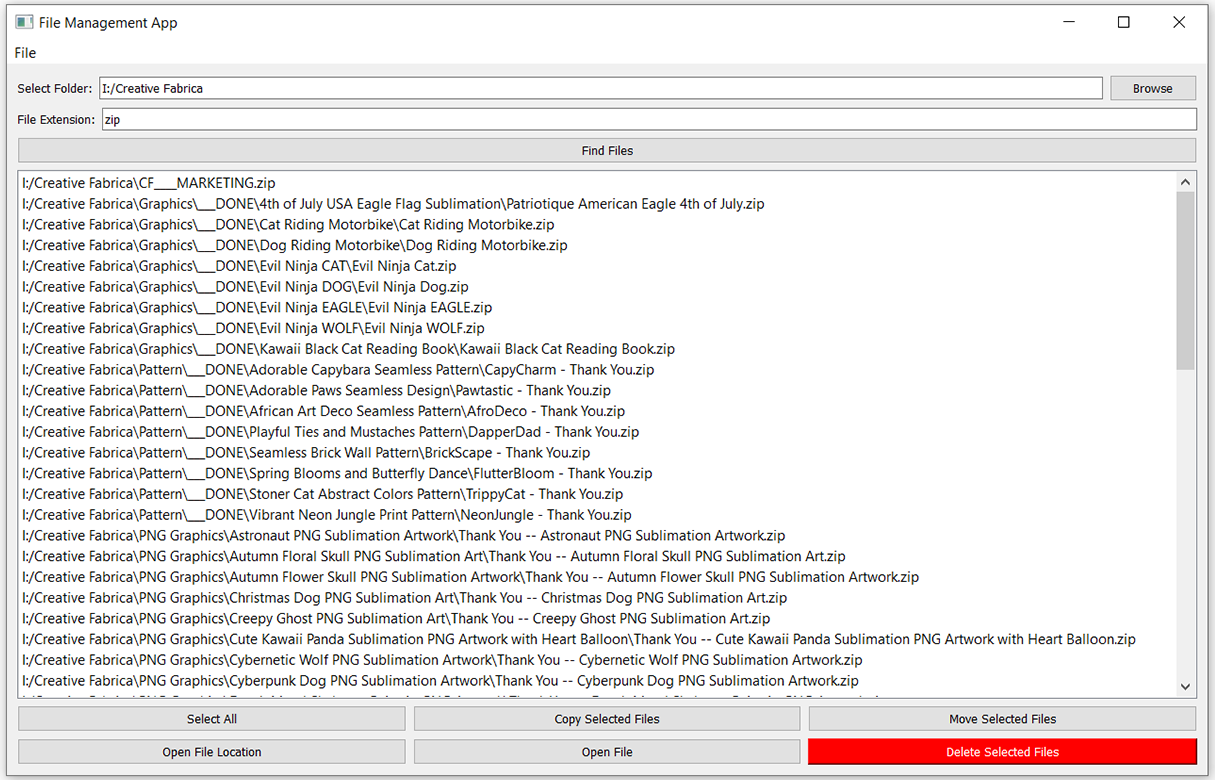 File Management App
File
Select Folder: I:/Creative Fabrica Browse
File Extension: zip
Find Files
I:/Creative Fabrica\CF___MARKETING.zip
I:/Creative Fabrica\Graphics\___DONE\4th of July USA Eagle Flag Sublimation\Patriotique American Eagle 4th of July.zip
I:/Creative Fabrica\Graphics\___DONE\Cat Riding Motorbike\Cat Riding Motorbike.zip
I:/Creative Fabrica\Graphics\___DONE\Dog Riding Motorbike\Dog Riding Motorbike.zip
I:/Creative Fabrica\Graphics\___DONE\Evil Ninja CAT\Evil Ninja Cat.zip
I:/Creative Fabrica\Graphics\___DONE\Evil Ninja DOG\Evil Ninja Dog.zip
I:/Creative Fabrica\Graphics\___DONE\Evil Ninja EAGLE\Evil Ninja EAGLE.zip
I:/Creative Fabrica\Graphics\___DONE\Evil Ninja WOLF\Evil Ninja WOLF.zip
I:/Creative Fabrica\Graphics\___DONE\Kawaii Black Cat Reading Book\Kawaii Black Cat Reading Book.zip
I:/Creative Fabrica\Pattern\___DONE\Adorable Capybara Seamless Pattern\CapyCharm - Thank You.zip
I:/Creative Fabrica\Pattern\___DONE\Adorable Paws Seamless Design\Pawtastic - Thank You.zip
I:/Creative Fabrica\Pattern\___DONE\African Art Deco Seamless Pattern\AfroDeco - Thank You.zip
I:/Creative Fabrica\Pattern\___DONE\Playful Ties and Mustaches Pattern\DapperDad - Thank You.zip
I:/Creative Fabrica\Pattern\___DONE\Seamless Brick Wall Pattern\BrickScape - Thank You.zip
I:/Creative Fabrica\Pattern\___DONE\Spring Blooms and Butterfly Dance\FlutterBloom - Thank You.zip
I:/Creative Fabrica\Pattern\___DONE\Stoner Cat Abstract Colors Pattern\TrippyCat - Thank You.zip
I:/Creative Fabrica\Pattern\___DONE\Vibrant Neon Jungle Print Pattern\NeonJungle - Thank You.zip
I:/Creative Fabrica\PNG Graphics\Astronaut PNG Sublimation Artwork\Thank You -- Astronaut PNG Sublimation Artwork.zip
I:/Creative Fabrica\PNG Graphics\Autumn Floral Skull PNG Sublimation Art\Thank You -- Autumn Floral Skull PNG Sublimation Art.zip
I:/Creative Fabrica\PNG Graphics\Autumn Flower Skull PNG Sublimation Artwork\Thank You -- Autumn Flower Skull PNG Sublimation Artwork.zip
I:/Creative Fabrica\PNG Graphics\Christmas Dog PNG Sublimation Art\Thank You -- Christmas Dog PNG Sublimation Art.zip
I:/Creative Fabrica\PNG Graphics\Creepy Ghost PNG Sublimation Art\Thank You -- Creepy Ghost PNG Sublimation Art.zip
I:/Creative Fabrica\PNG Graphics\Cute Kawaii Panda Sublimation PNG Artwork with Heart Balloon\Thank You -- Cute Kawaii Panda Sublimation PNG Artwork with Heart Balloon.zip
I:/Creative Fabrica\PNG Graphics\Cybernetic Wolf PNG Sublimation Artwork\Thank You -- Cybernetic Wolf PNG Sublimation Artwork.zip
I:/Creative Fabrica\PNG Graphics\Cyberpunk Dog PNG Sublimation Artwork\Thank You -- Cyberpunk Dog PNG Sublimation Artwork.zip
Select All Copy Selected Files Move Selected Files
Open File Location Open File Delete Selected Files